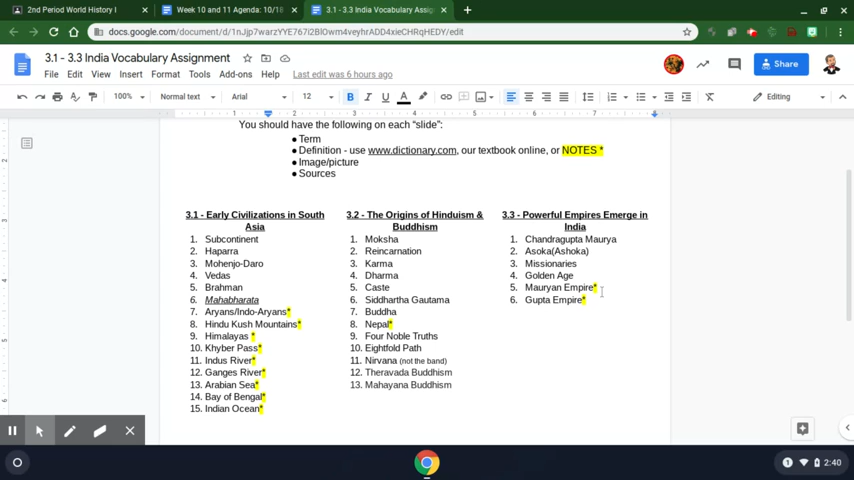 2nd Period World History I
Week 10 and 11 Agenda: 10/18
3.1 - 3.3 India Vocabulary Assig
docs.google.com/document/d/1nJjp7warzYYE767i2BlOwm4veyhrADD4xieCHRqHEDY/edit
3.1 - 3.3 India Vocabulary Assignment
File Edit View Insert Format Tools Add-ons Help Last edit was 6 hours ago
Share
100% Normal text Arial 12 B I U A Editing
1 2 3 4 5 6 7
You should have the following on each “slide”:
● Term
● Definition - use www.dictionary.com, our textbook online, or NOTES *
● Image/picture
● Sources
3.1 - Early Civilizations in South
Asia
1. Subcontinent
2. Haparra
3. Mohenjo-Daro
4. Vedas
5. Brahman
6. Mahabharata
7. Aryans/Indo-Aryans*
8. Hindu Kush Mountains*
9. Himalayas *
10. Khyber Pass*
11. Indus River*
12. Ganges River*
13. Arabian Sea*
14. Bay of Bengal*
15. Indian Ocean*
3.2 - The Origins of Hinduism &
Buddhism
1. Moksha
2. Reincarnation
3. Karma
4. Dharma
5. Caste
6. Siddhartha Gautama
7. Buddha
8. Nepal*
9. Four Noble Truths
10. Eightfold Path
11. Nirvana (not the band)
12. Theravada Buddhism
13. Mahayana Buddhism
3.3 - Powerful Empires Emerge in
India
1. Chandragupta Maurya
2. Asoka(Ashoka)
3. Missionaries
4. Golden Age
5. Mauryan Empire*
6. Gupta Empire*
1 2:40